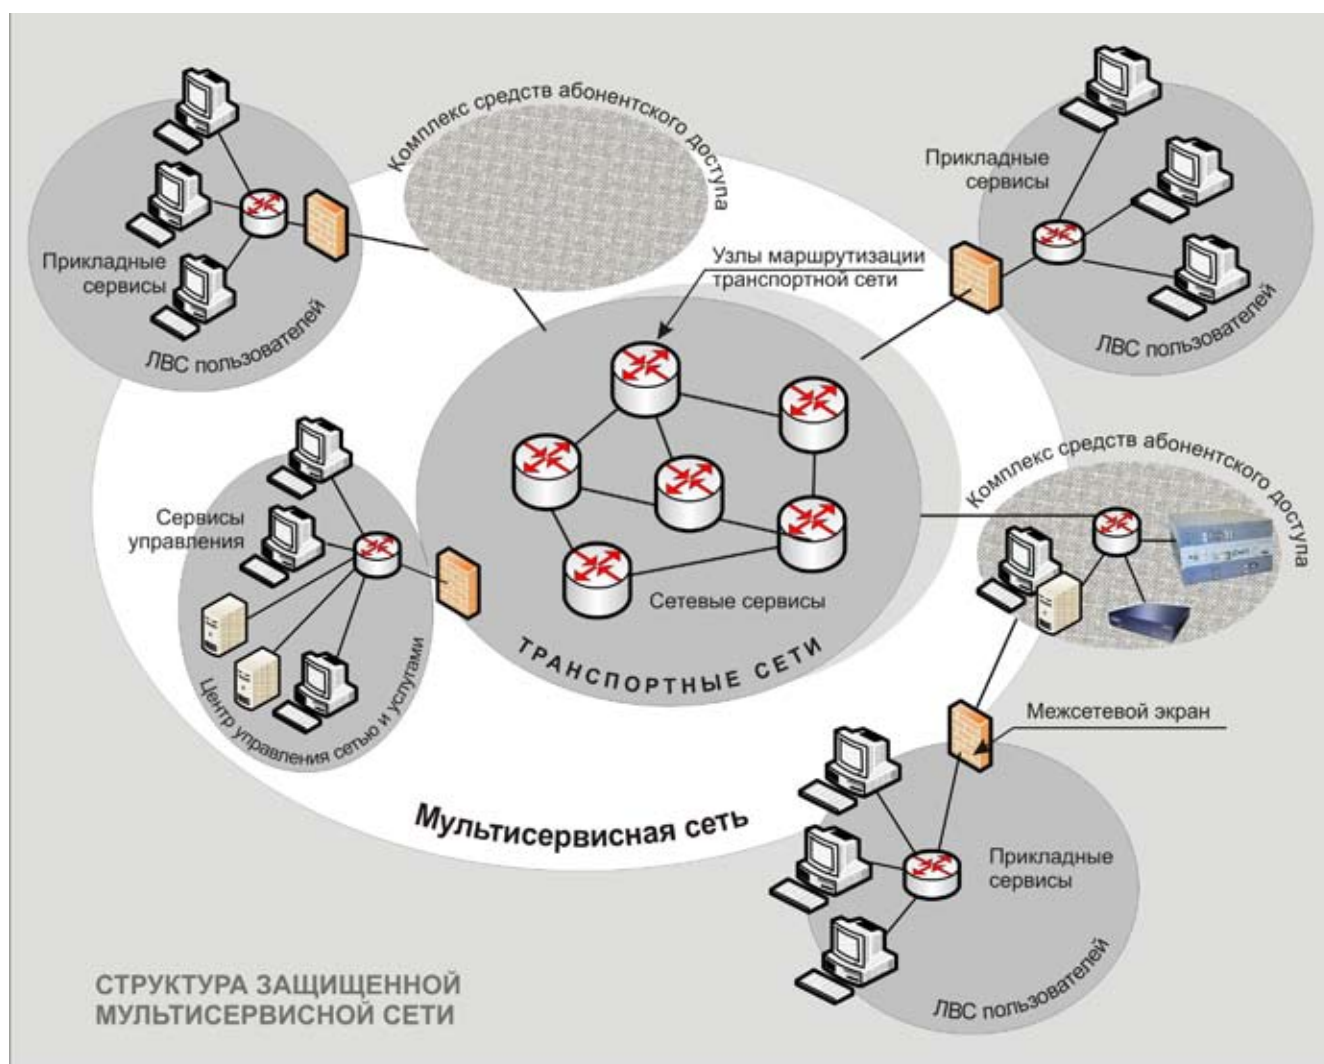 Комплекс средств абонентского доступа
Прикладные
сервисы
ЛВС пользователей
Прикладные
сервисы
ЛВС пользователей
Узлы маршрутизации
транспортной сети
Комплекс средств абонентского доступа
Сервисы
управления
Центр управления сетью и услугами
Сетевые сервисы
ТРАНСПОРТНЫЕ СЕТИ
Межсетевой экран
Мультисервисная сеть
Прикладные
сервисы
ЛВС пользователей
СТРУКТУРА ЗАЩИЩЕННОЙ
МУЛЬТИСЕРВИСНОЙ СЕТИ